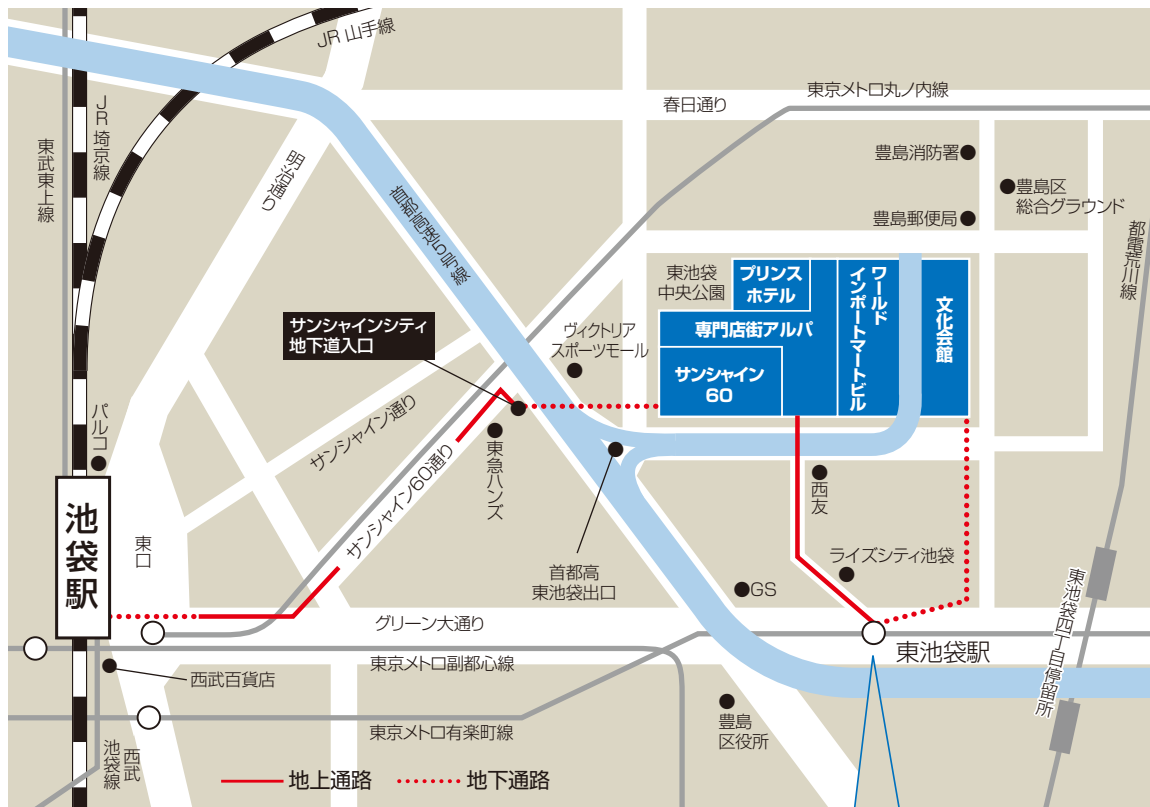 JR 山手線
JR 埼京線
東武東上線
明治通り
首都高速5号線
春日通り
東京メトロ丸ノ内線
豊島消防署
豊島区
総合グラウンド
豊島郵便局
都電荒川線
東池袋
中央公園
プリンス
ホテル
ワールド
インポートマートビル
文化会館
専門店街アルパ
サンシャイン
60
サンシャインシティ
地下道入口
ヴィクトリア
スポーツモール
サンシャイン通り
サンシャイン60通り
東急ハンズ
パルコ
池袋駅
東口
西友
首都高
東池袋出口
ライズシティ池袋
GS
グリーン大通り
東池袋駅
東池袋四丁目停留所
東京メトロ副都心線
西武百貨店
東京メトロ有楽町線
豊島
区役所
西武
池袋線
地上通路
地下通路